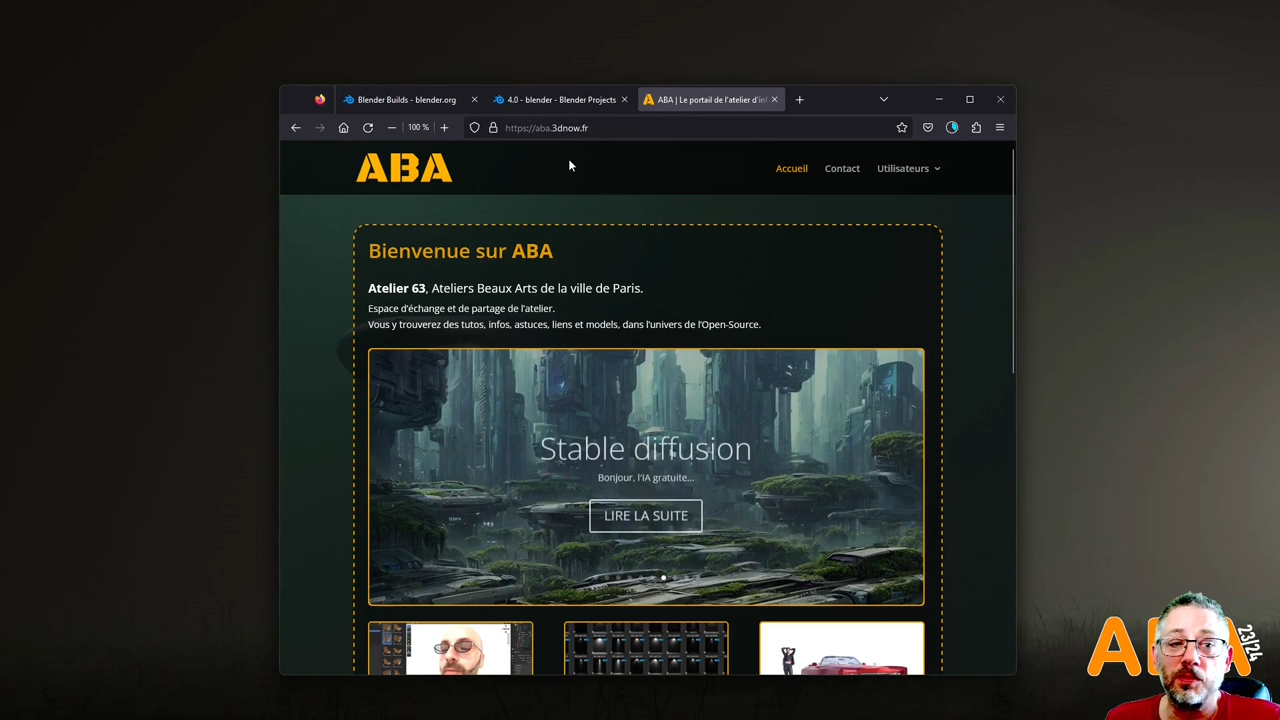 Blender Builds - blender.org
4.0 - blender - Blender Projects
ABA | Le portail de l'atelier d'inf
100 %
https://aba.3dnow.fr
ABA
Accueil
Contact
Utilisateurs
Bienvenue sur ABA
Atelier 63, Ateliers Beaux Arts de la ville de Paris.
Espace d'échange et de partage de l'atelier.
Vous y trouverez des tutos, infos, astuces, liens et models, dans l'univers de l'Open-Source.
Stable diffusion
Bonjour, l'IA gratuite...
LIRE LA SUITE
ABA
23/24